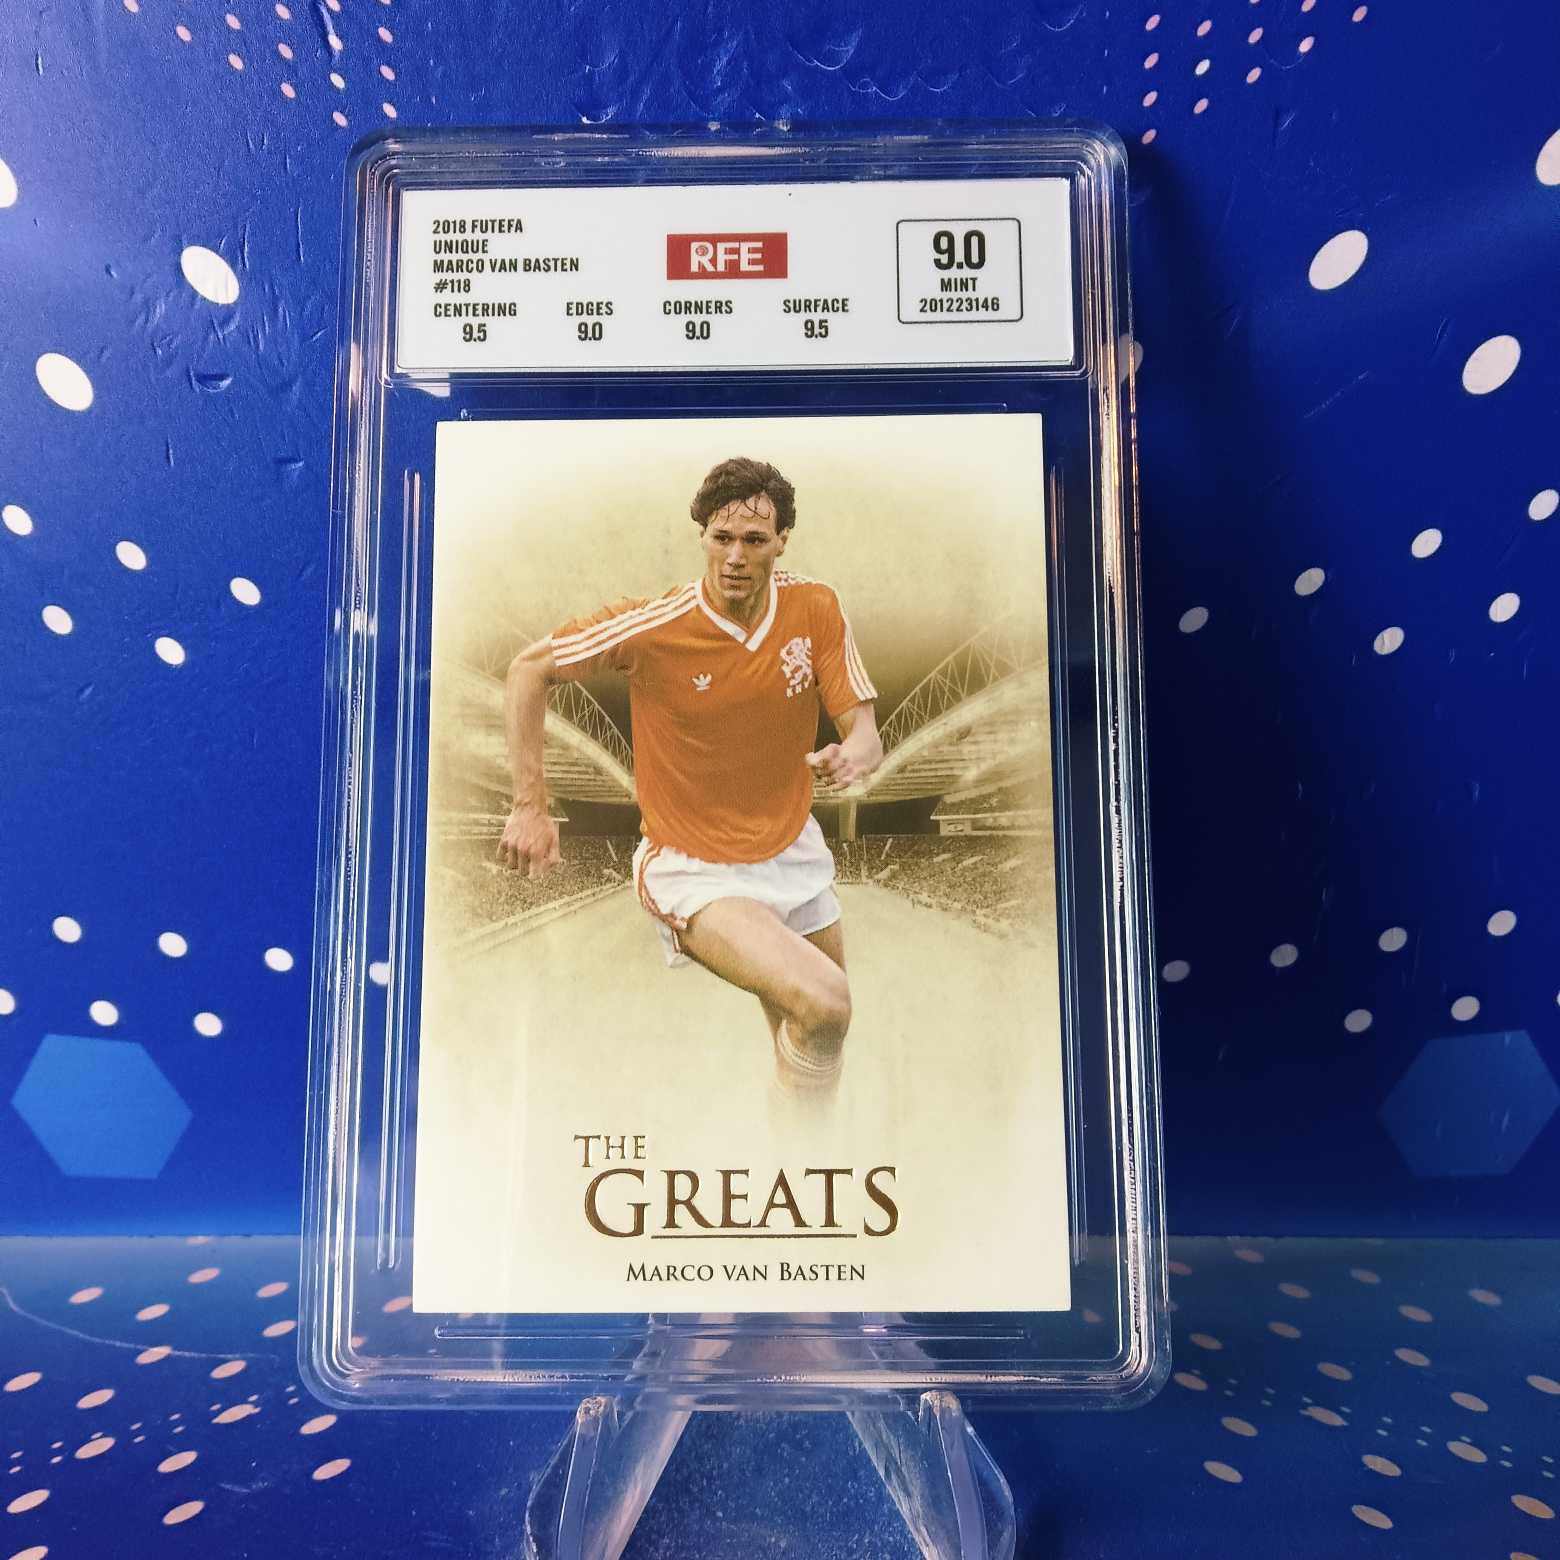 2018 FUTEFA
UNIQUE
MARCO VAN BASTEN
#118
RFE
9.0
MINT
201223146
CENTERING EDGES CORNERS SURFACE
9.5 9.0 9.0 9.5
THE
GREATS
MARCO VAN BASTEN